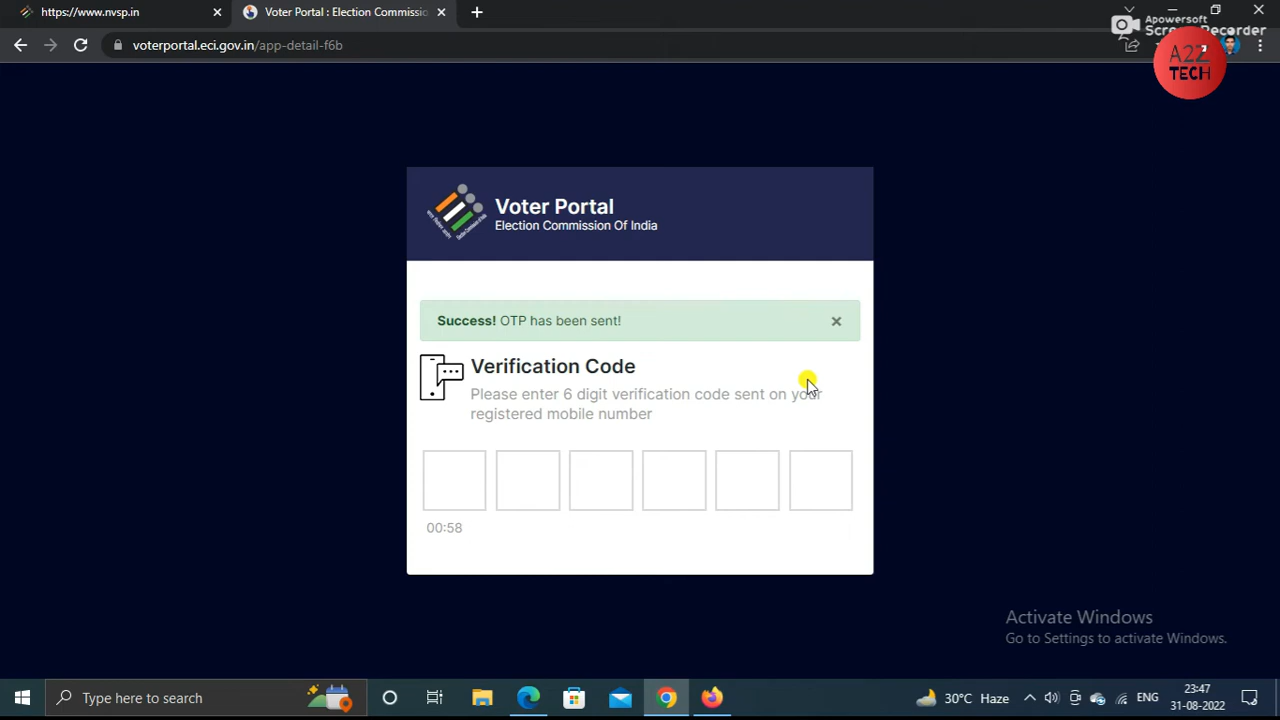 https://www.nvsp.in
Voter Portal : Election Commissio
Apowersoft
Screen Recorder
voterportal.eci.gov.in/app-detail-f6b
A2Z
TECH
Voter Portal
Election Commission Of India
Success! OTP has been sent!
Verification Code
Please enter 6 digit verification code sent on your
registered mobile number
00:58
Activate Windows
Go to Settings to activate Windows.
Type here to search
30°C Haze
ENG
23:47
31-08-2022